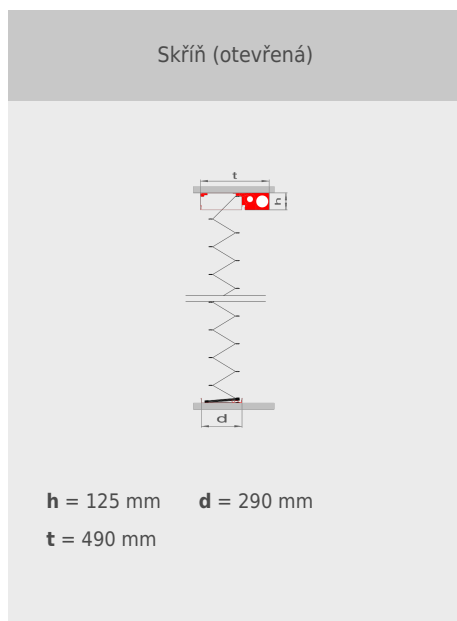 Skříň (otevřená)
t
h
d
h = 125 mm d = 290 mm
t = 490 mm